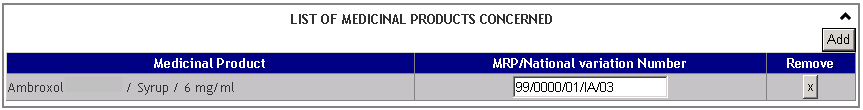 LIST OF MEDICINAL PRODUCTS CONCERNED
Add
Medicinal Product MRP/National variation Number Remove
Ambroxol / Syrup / 6 mg/ml 99/0000/01/IA/03 x